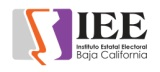 IEE
Instituto Estatal Electoral
Baja California